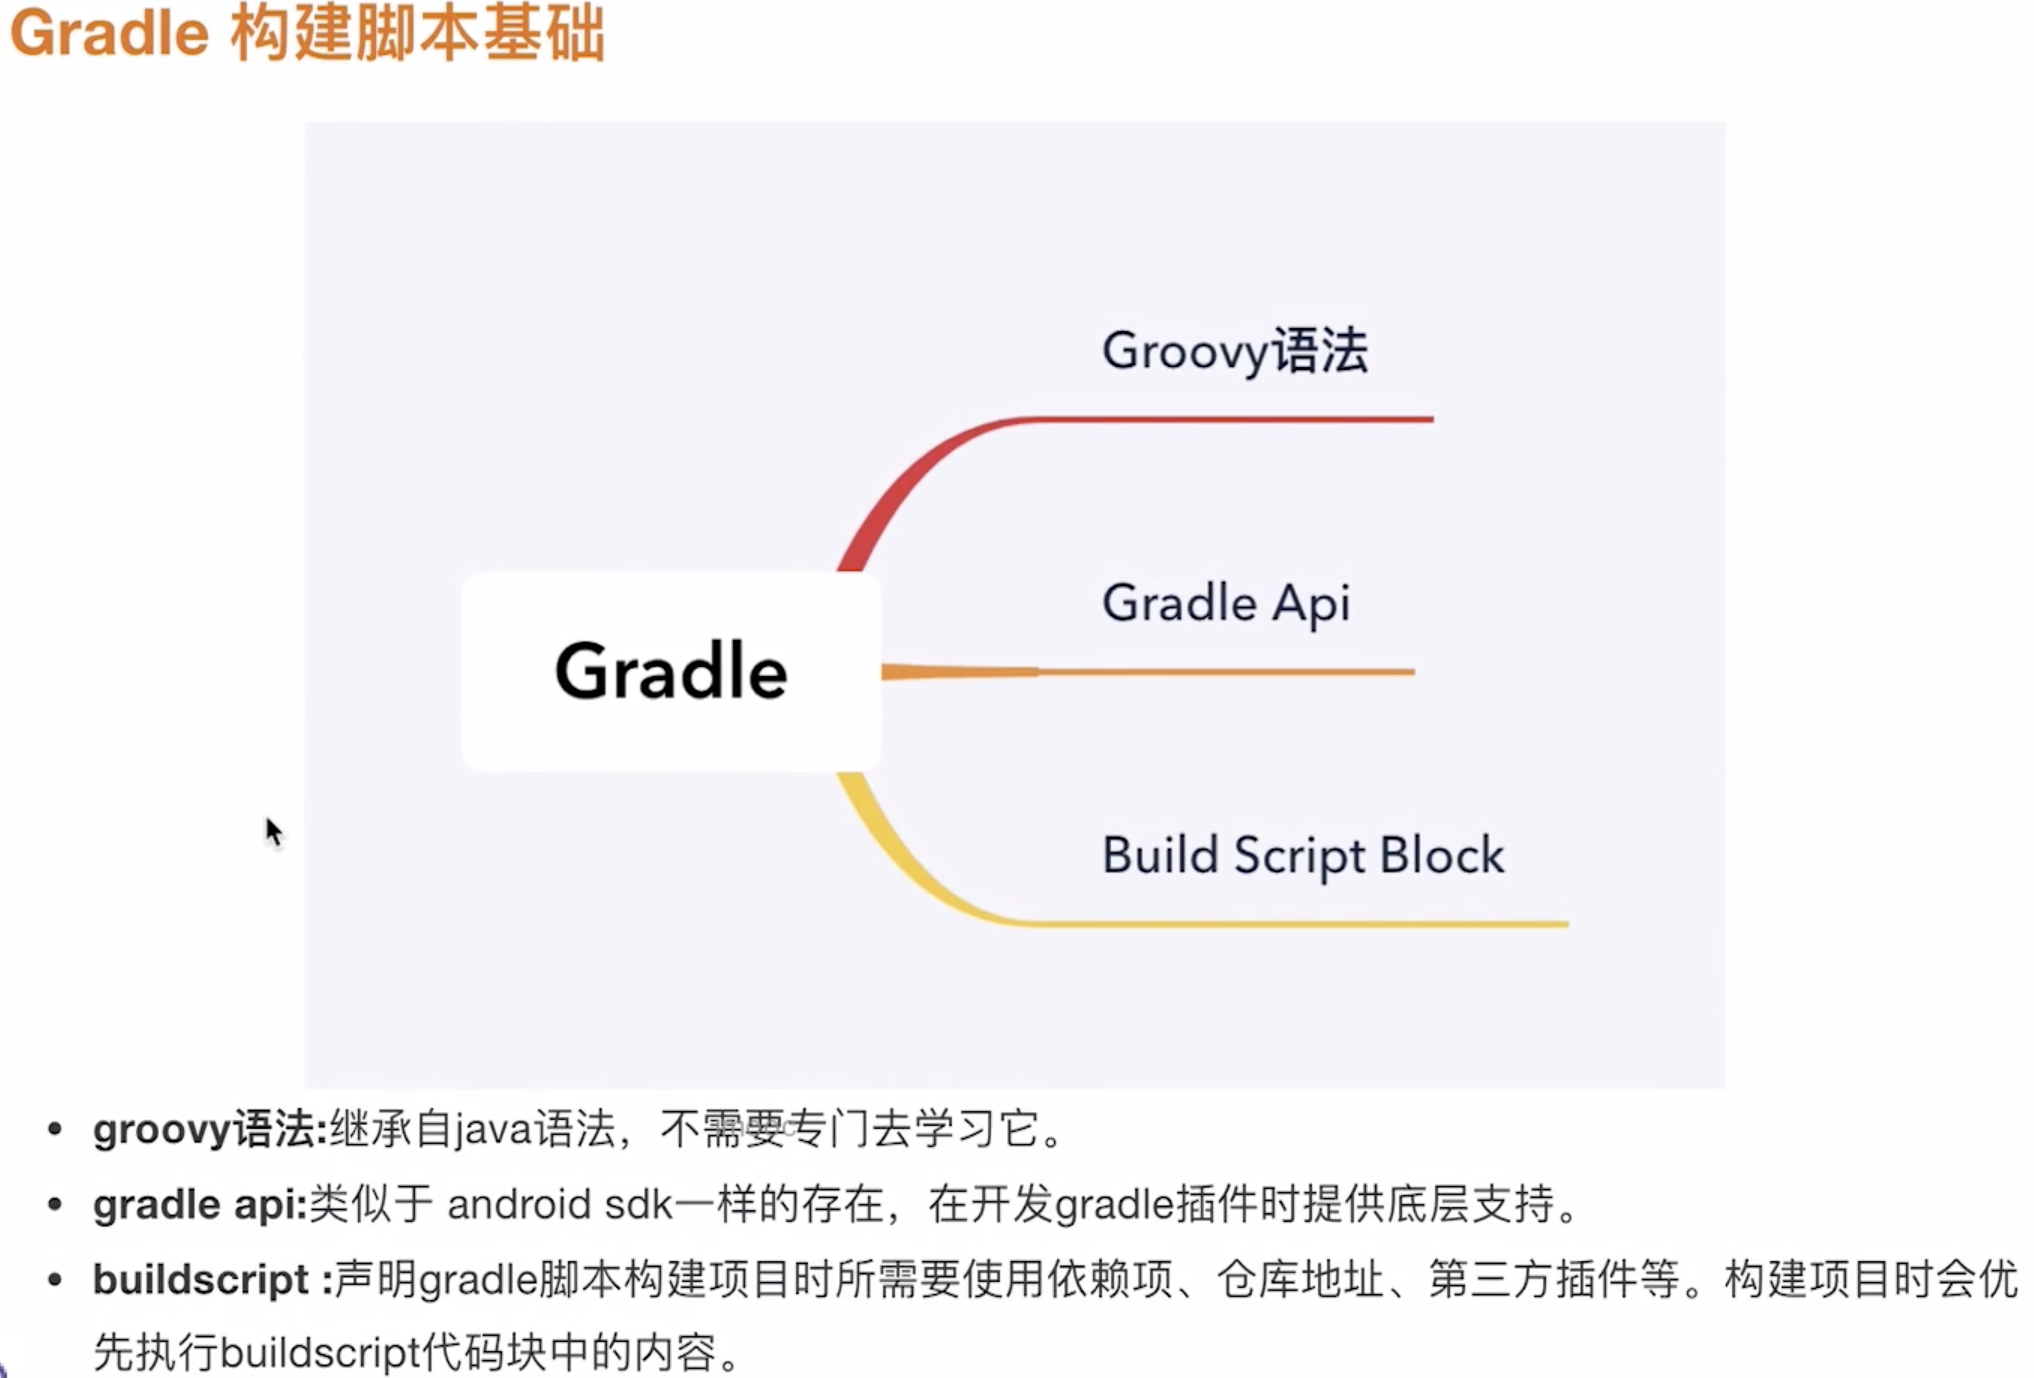 Gradle 构建脚本基础
Groovy语法
Gradle Api
Gradle
Build Script Block
groovy语法:继承自java语法，不需要专门去学习它。
gradle api:类似于 android sdk一样的存在，在开发gradle插件时提供底层支持。
buildscript :声明gradle脚本构建项目时所需要使用依赖项、仓库地址、第三方插件等。构建项目时会优
先执行buildscript代码块中的内容。